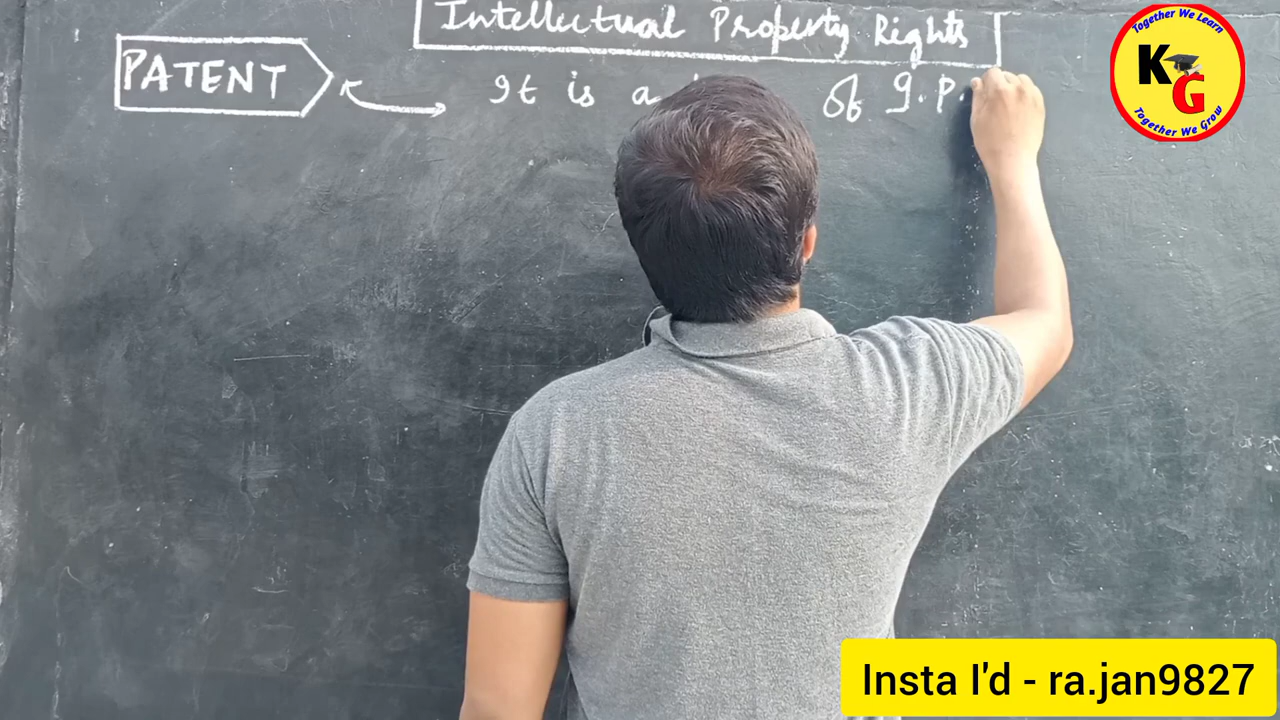 Intellectual Property Rights
PATENT
It is a of I.P.
Together We Learn
KG
Together We Grow
Insta I'd - ra.jan9827